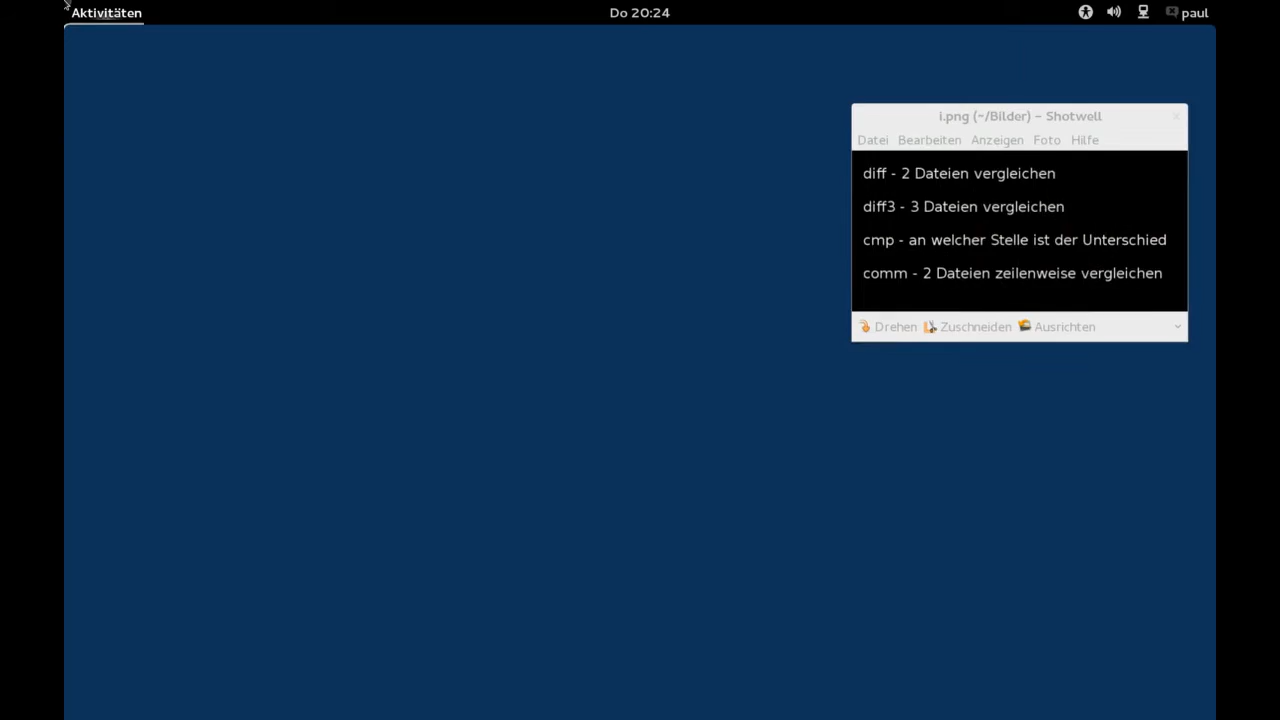 Aktivitäten Do 20:24 paul
i.png (~/Bilder) – Shotwell
Datei Bearbeiten Anzeigen Foto Hilfe
diff - 2 Dateien vergleichen
diff3 - 3 Dateien vergleichen
cmp - an welcher Stelle ist der Unterschied
comm - 2 Dateien zeilenweise vergleichen
Drehen Zuschneiden Ausrichten